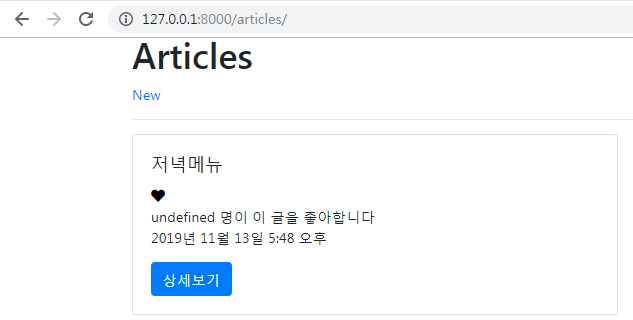 127.0.0.1:8000/articles/
Articles
New
저녁메뉴
undefined 명이 이 글을 좋아합니다
2019년 11월 13일 5:48 오후
상세보기